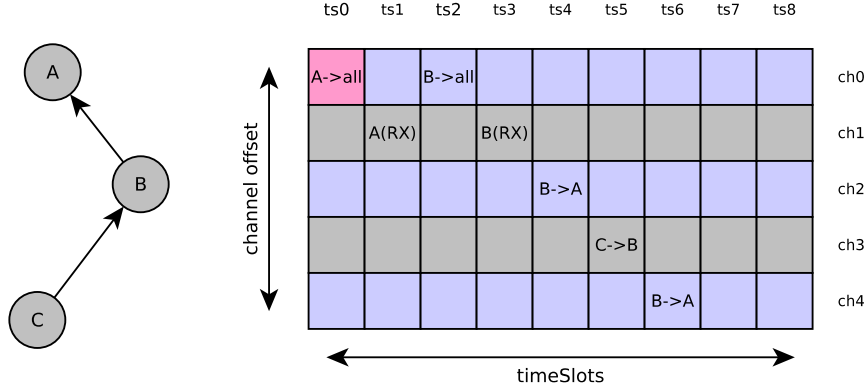 ts0 ts1 ts2 ts3 ts4 ts5 ts6 ts7 ts8
A
B
C
channel offset
A->all B->all ch0
A(RX) B(RX) ch1
B->A ch2
C->B ch3
B->A ch4
timeSlots